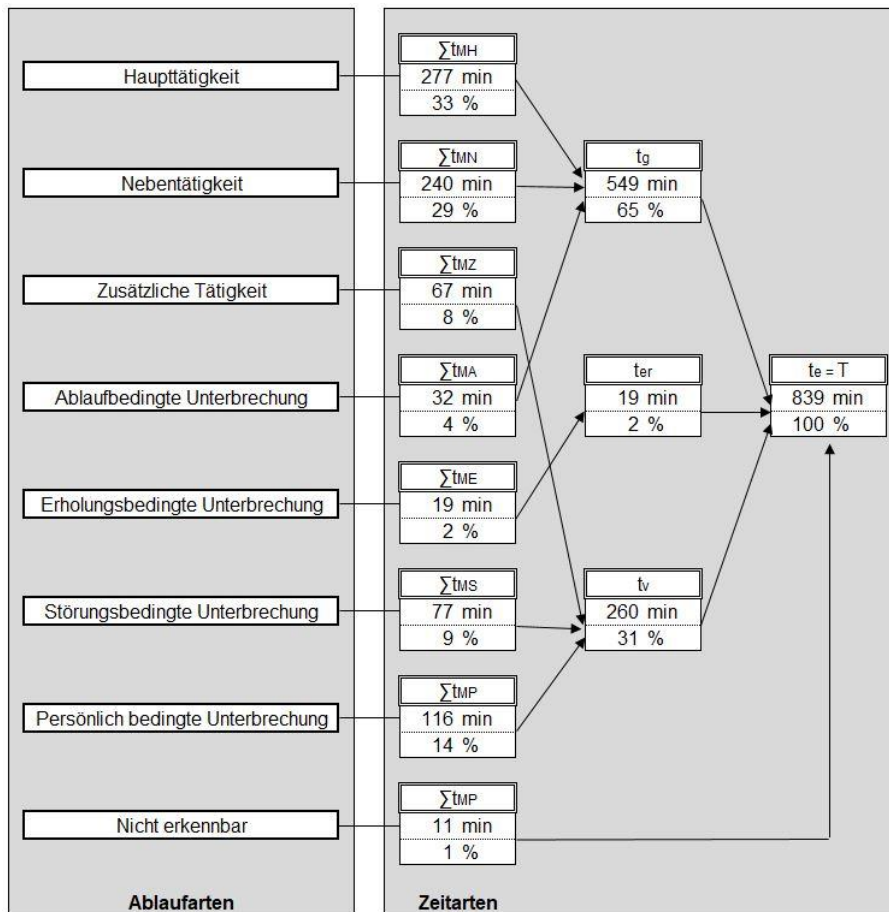 ∑tMH
Haupttätigkeit
277 min
33 %
∑tMN
tg
Nebentätigkeit
240 min
549 min
29 %
65 %
∑tMZ
Zusätzliche Tätigkeit
67 min
8 %
∑tMA
ter
te = T
Ablaufbedingte Unterbrechung
32 min
19 min
839 min
4 %
2 %
100 %
∑tME
Erholungsbedingte Unterbrechung
19 min
2 %
∑tMS
tv
Störungsbedingte Unterbrechung
77 min
260 min
9 %
31 %
∑tMP
Persönlich bedingte Unterbrechung
116 min
14 %
∑tMP
Nicht erkennbar
11 min
1 %
Ablaufarten
Zeitarten